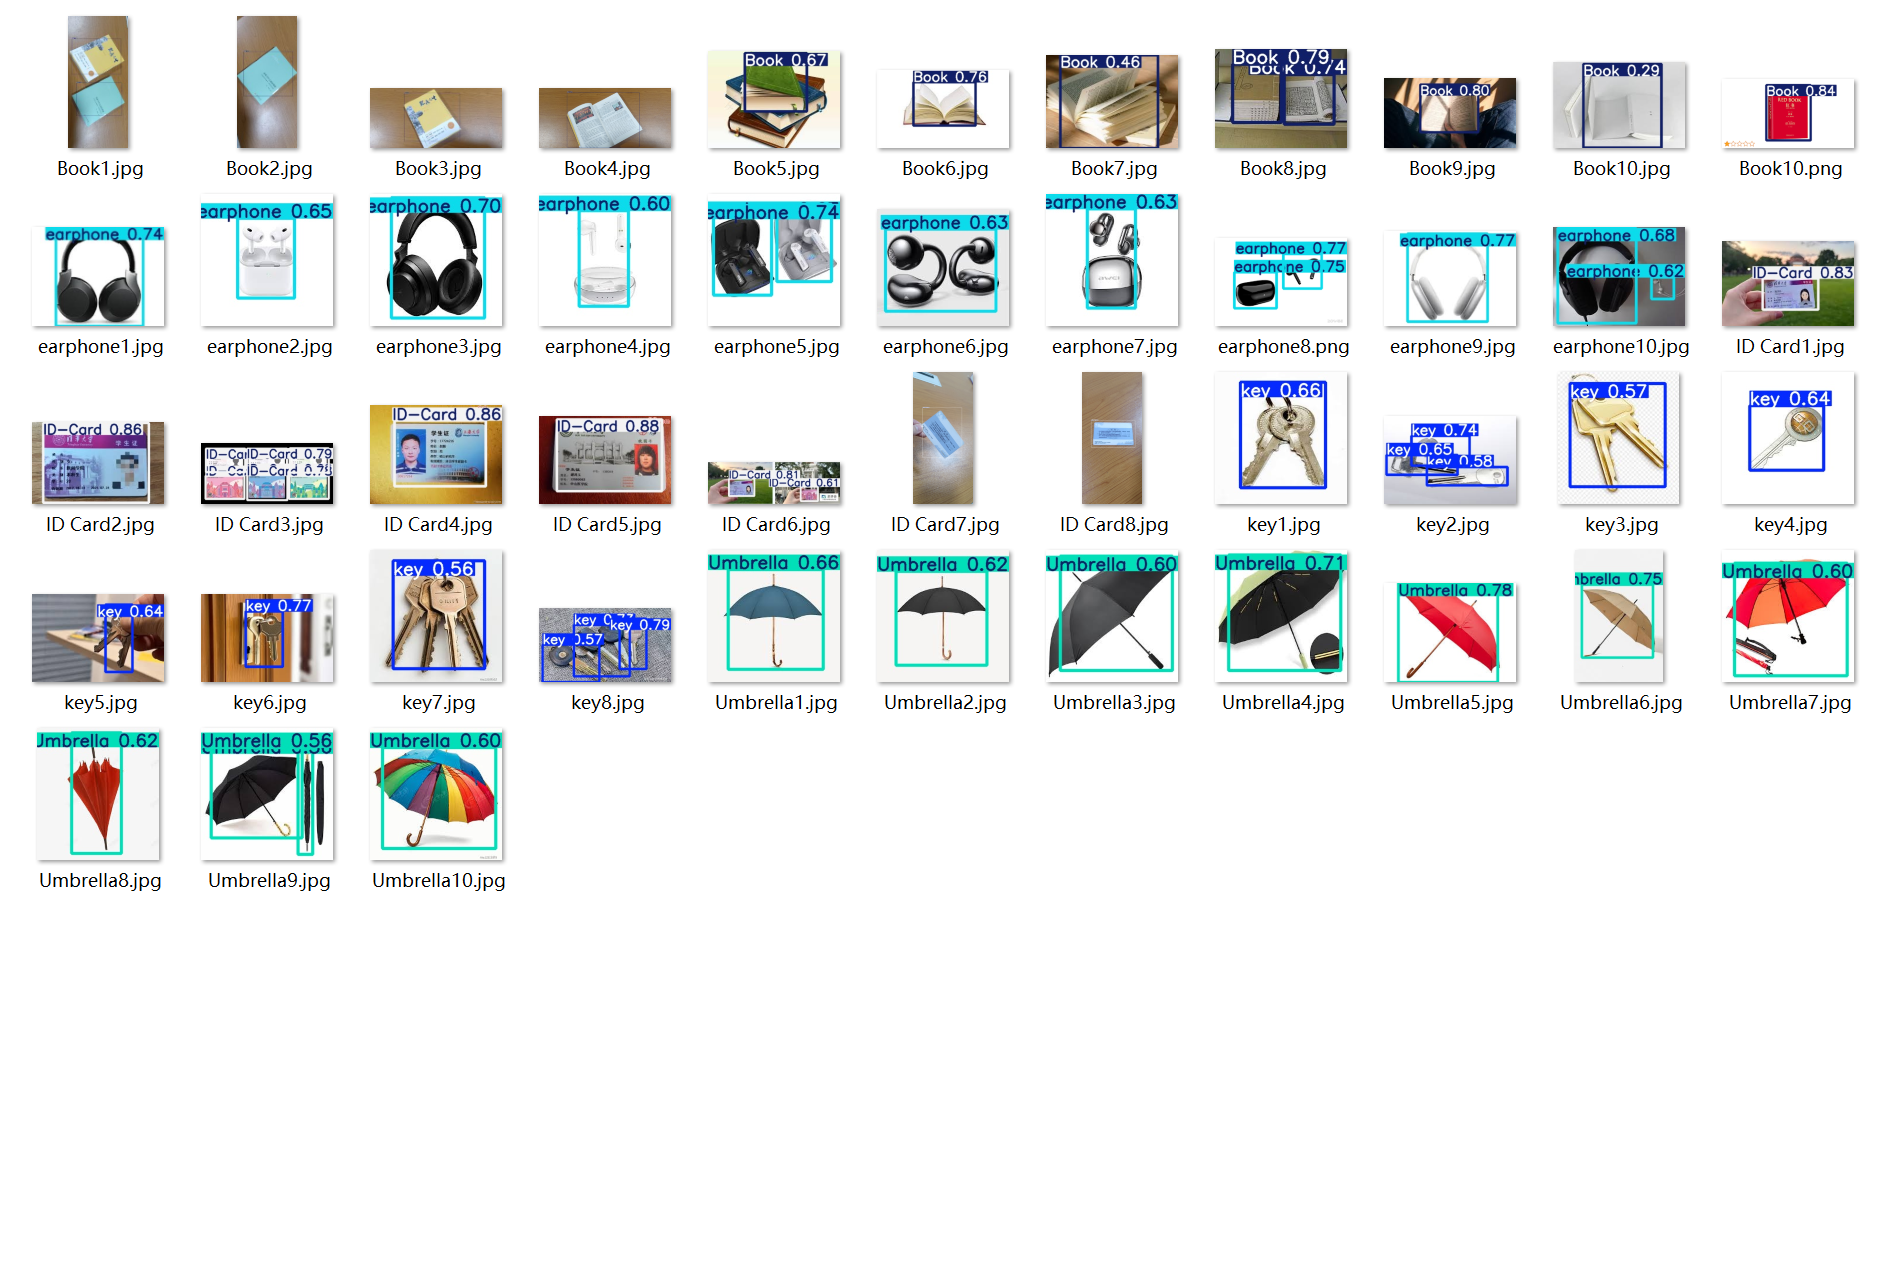 Book 0.67
Book 0.76
Book 0.46
Book 0.79
Book 0.74
Book 0.80
Book 0.29
Book 0.84
RED BOOK
Book1.jpg
Book2.jpg
Book3.jpg
Book4.jpg
Book5.jpg
Book6.jpg
Book7.jpg
Book8.jpg
Book9.jpg
Book10.jpg
Book10.png
earphone 0.74
earphone 0.65
earphone 0.70
earphone 0.60
earphone 0.74
earphone 0.63
earphone 0.63
earphone 0.77
earphone 0.75
earphone 0.77
earphone 0.68
earphone 0.62
ID-Card 0.83
earphone1.jpg
earphone2.jpg
earphone3.jpg
earphone4.jpg
earphone5.jpg
earphone6.jpg
earphone7.jpg
earphone8.png
earphone9.jpg
earphone10.jpg
ID Card1.jpg
ID-Card 0.86
学生证
ID-Card 0.79
ID-Card 0.86
学生证
ID-Card 0.88
ID-Card 0.81
ID-Card 0.61
key 0.66
key 0.74
key 0.65
key 0.58
key 0.57
key 0.64
ID Card2.jpg
ID Card3.jpg
ID Card4.jpg
ID Card5.jpg
ID Card6.jpg
ID Card7.jpg
ID Card8.jpg
key1.jpg
key2.jpg
key3.jpg
key4.jpg
key 0.64
key 0.77
key 0.56
key 0.57
key 0.79
Umbrella 0.66
Umbrella 0.62
Umbrella 0.60
Umbrella 0.71
Umbrella 0.78
mbrella 0.75
Umbrella 0.60
key5.jpg
key6.jpg
key7.jpg
key8.jpg
Umbrella1.jpg
Umbrella2.jpg
Umbrella3.jpg
Umbrella4.jpg
Umbrella5.jpg
Umbrella6.jpg
Umbrella7.jpg
Umbrella 0.62
Umbrella 0.56
Umbrella 0.60
Umbrella8.jpg
Umbrella9.jpg
Umbrella10.jpg